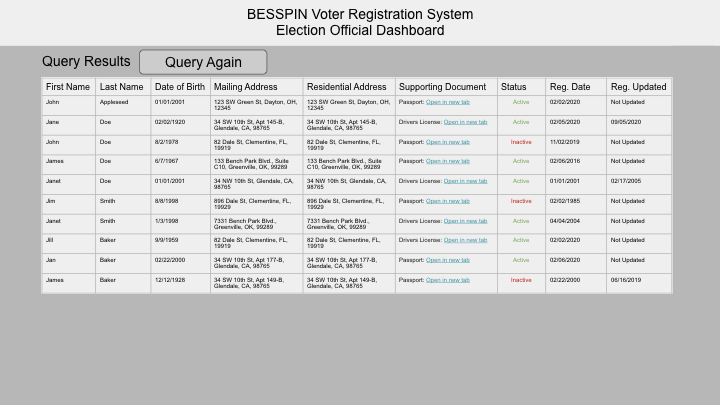 BESSPIN Voter Registration System
Election Official Dashboard
Query Results
Query Again
First Name Last Name Date of Birth Mailing Address Residential Address Supporting Document Status Reg. Date Reg. Updated
John Appleseed 01/01/2001 123 SW Green St, Dayton, OH, 12345 123 SW Green St, Dayton, OH, 12345 Passport: Open in new tab Active 02/02/2020 Not Updated
Jane Doe 02/02/1920 34 SW 10th St, Apt 145-B, Glendale, CA, 98765 34 SW 10th St, Apt 145-B, Glendale, CA, 98765 Drivers License: Open in new tab Active 02/05/2020 09/05/2020
John Doe 8/2/1978 82 Dale St, Clementine, FL, 19919 82 Dale St, Clementine, FL, 19919 Passport: Open in new tab Inactive 11/02/2019 Not Updated
James Doe 6/7/1967 133 Bench Park Blvd., Suite C10, Greenville, OK, 99289 133 Bench Park Blvd., Suite C10, Greenville, OK, 99289 Passport: Open in new tab Active 02/06/2016 Not Updated
Janet Doe 01/01/2001 34 NW 10th St, Glendale, CA, 98765 34 NW 10th St, Glendale, CA, 98765 Drivers License: Open in new tab Active 01/01/2001 02/17/2005
Jim Smith 8/8/1998 896 Dale St, Clementine, FL, 19929 896 Dale St, Clementine, FL, 19929 Passport: Open in new tab Inactive 02/02/1985 Not Updated
Janet Smith 1/3/1998 7331 Bench Park Blvd., Greenville, OK, 99289 7331 Bench Park Blvd., Greenville, OK, 99289 Drivers License: Open in new tab Active 04/04/2004 Not Updated
Jill Baker 9/9/1959 82 Dale St, Clementine, FL, 19919 82 Dale St, Clementine, FL, 19919 Drivers License: Open in new tab Active 02/02/2020 Not Updated
Jan Baker 02/22/2000 34 SW 10th St, Apt 177-B, Glendale, CA, 98765 34 SW 10th St, Apt 177-B, Glendale, CA, 98765 Passport: Open in new tab Active 02/06/2020 Not Updated
James Baker 12/12/1928 34 SW 10th St, Apt 149-B, Glendale, CA, 98765 34 SW 10th St, Apt 149-B, Glendale, CA, 98765 Passport: Open in new tab Inactive 02/22/2000 06/16/2019